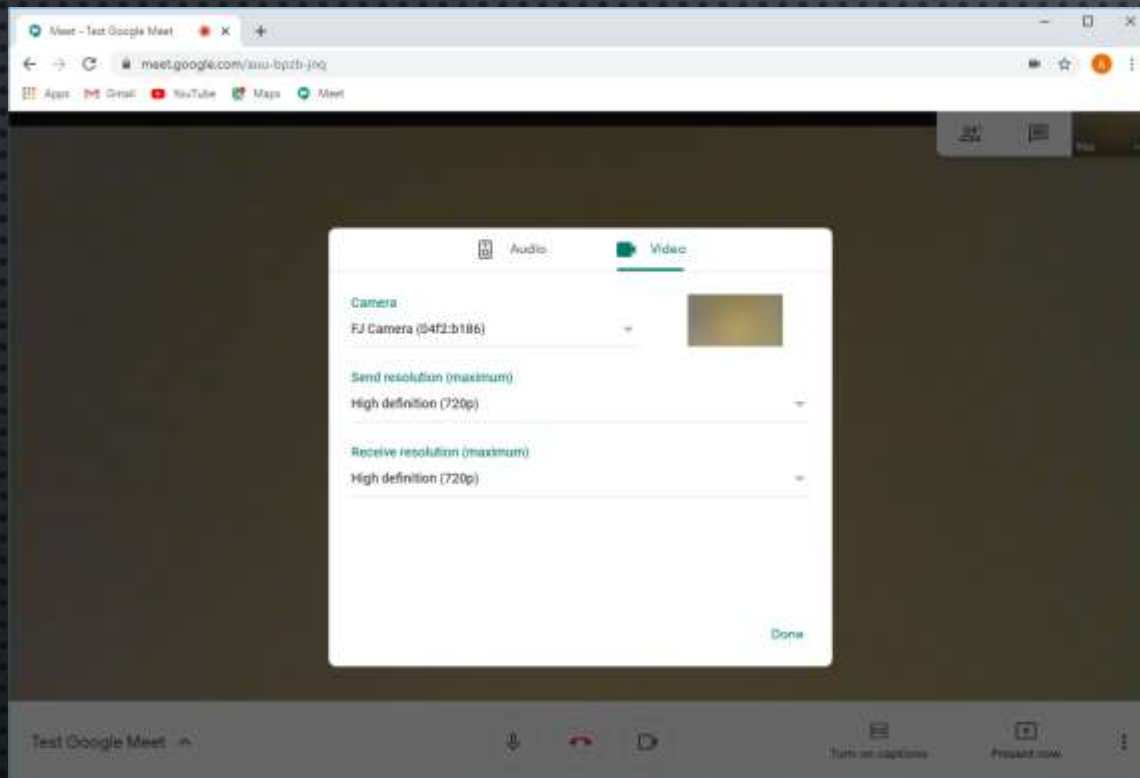 Meet - Test Google Meet
meet.google.com/
Apps Gmail YouTube Maps Meet
You
Audio Video
Camera
FJ Camera (04f2:b186)
Send resolution (maximum)
High definition (720p)
Receive resolution (maximum)
High definition (720p)
Done
Test Google Meet
Turn on captions
Present now